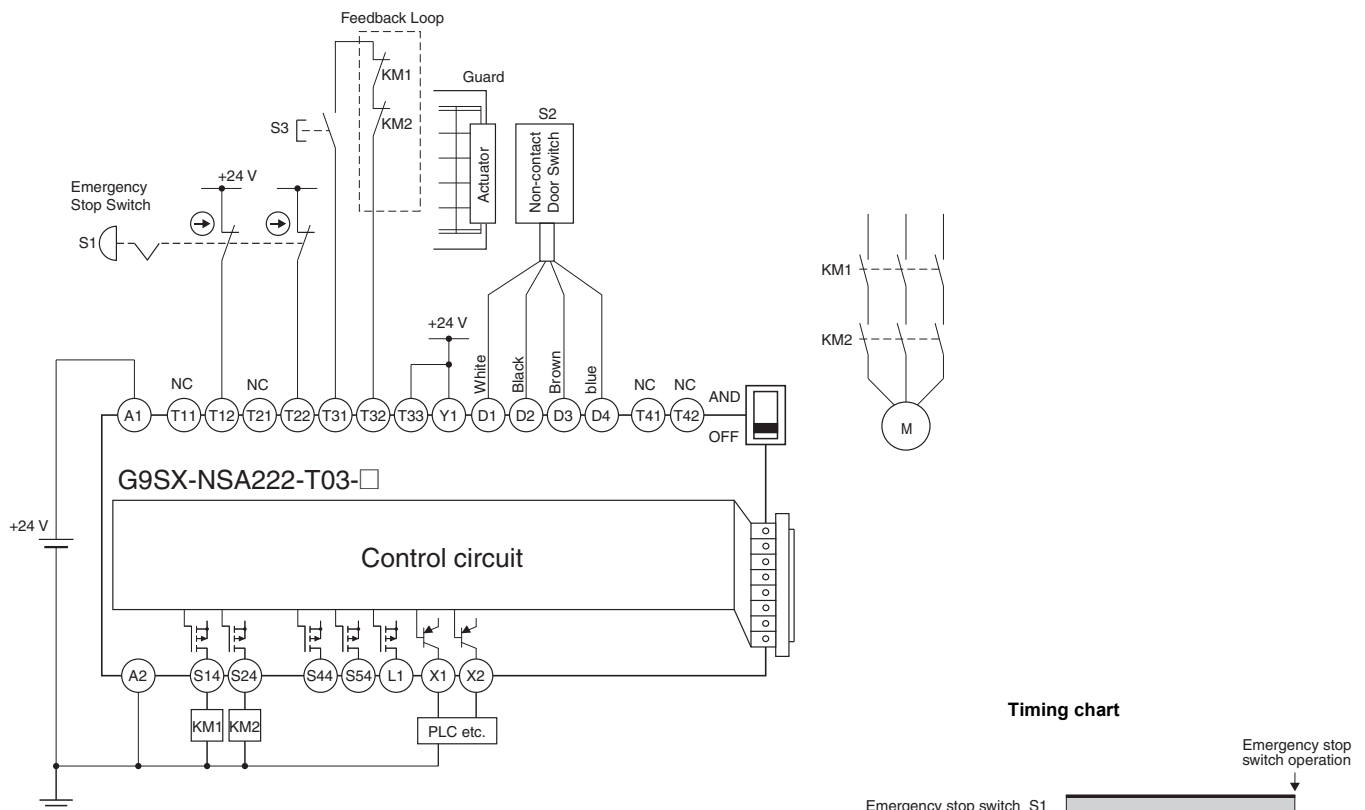 Feedback Loop
KM1
Guard
S2
KM2
S3
Actuator
Non-contact
Door Switch
+24 V
Emergency
Stop Switch
S1
KM1
+24 V
KM2
White
Black
Brown
blue
NC
NC
NC
NC
AND
A1
T11
T12
T21
T22
T31
T32
T33
Y1
D1
D2
D3
D4
T41
T42
OFF
M
G9SX-NSA222-T03-□
+24 V
Control circuit
A2
S14
S24
S44
S54
L1
X1
X2
KM1
KM2
PLC etc.
Timing chart
Emergency stop
switch operation
Emergency stop switch S1